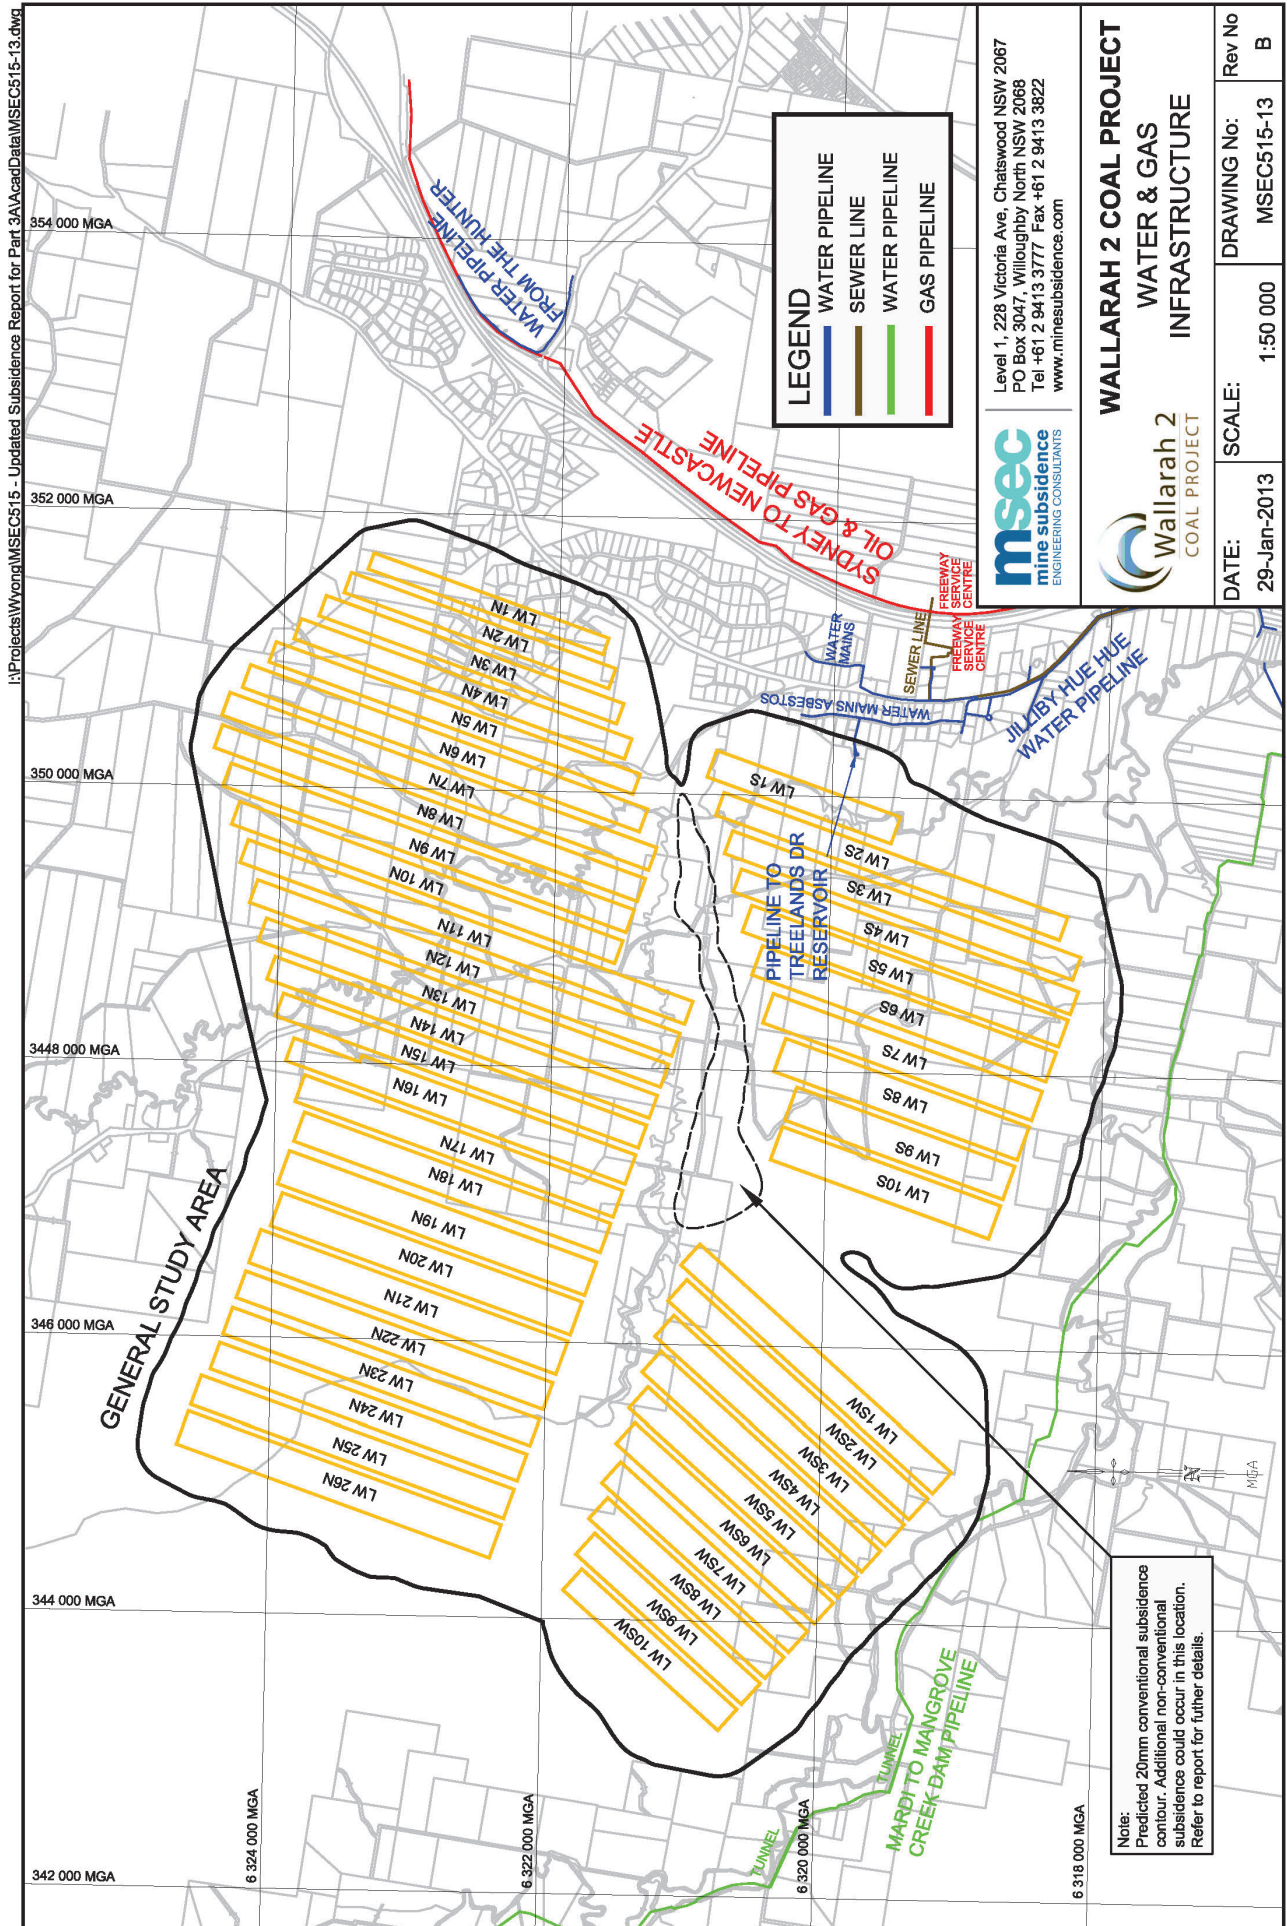 I:\Projects\Wyong\MSEC515 - Updated Subsidence Report for Part 3A\AcadData\MSEC515-13.dwg
342 000 MGA
344 000 MGA
346 000 MGA
3448 000 MGA
350 000 MGA
352 000 MGA
354 000 MGA
6 324 000 MGA
6 322 000 MGA
6 320 000 MGA
6 318 000 MGA
GENERAL STUDY AREA
LW 26N
LW 25N
LW 24N
LW 23N
LW 22N
LW 21N
LW 20N
LW 19N
LW 18N
LW 17N
LW 16N
LW 15N
LW 14N
LW 13N
LW 12N
LW 11N
LW 10N
LW 9N
LW 8N
LW 7N
LW 6N
LW 5N
LW 4N
LW 3N
LW 2N
LW 1N
LW 10SW
LW 9SW
LW 8SW
LW 7SW
LW 6SW
LW 5SW
LW 4SW
LW 3SW
LW 2SW
LW 1SW
LW 10S
LW 9S
LW 8S
LW 7S
LW 6S
LW 5S
LW 4S
LW 3S
LW 2S
LW 1S
WATER PIPELINE
FROM THE HUNTER
SYDNEY TO NEWCASTLE
OIL & GAS PIPELINE
WATER
MAINS
WATER MAINS ASBESTOS
SEWER LINE
FREEWAY
SERVICE
CENTRE
FREEWAY
SERVICE
CENTRE
JILLIBY HUE HUE
WATER PIPELINE
PIPELINE TO
TREELANDS DR
RESERVOIR
TUNNEL
TUNNEL
MARDI TO MANGROVE
CREEK DAM PIPELINE
N
MGA
Note:
Predicted 20mm conventional subsidence
contour. Additional non-conventional
subsidence could occur in this location.
Refer to report for futher details.
LEGEND
WATER PIPELINE
SEWER LINE
WATER PIPELINE
GAS PIPELINE
msec
mine subsidence
ENGINEERING CONSULTANTS
Level 1, 228 Victoria Ave, Chatswood NSW 2067
PO Box 3047, Willoughby North NSW 2068
Tel +61 2 9413 3777 Fax +61 2 9413 3822
www.minesubsidence.com
Wallarah 2
COAL PROJECT
WALLARAH 2 COAL PROJECT
WATER & GAS
INFRASTRUCTURE
DATE:
29-Jan-2013
SCALE:
1:50 000
DRAWING No:
MSEC515-13
Rev No
B